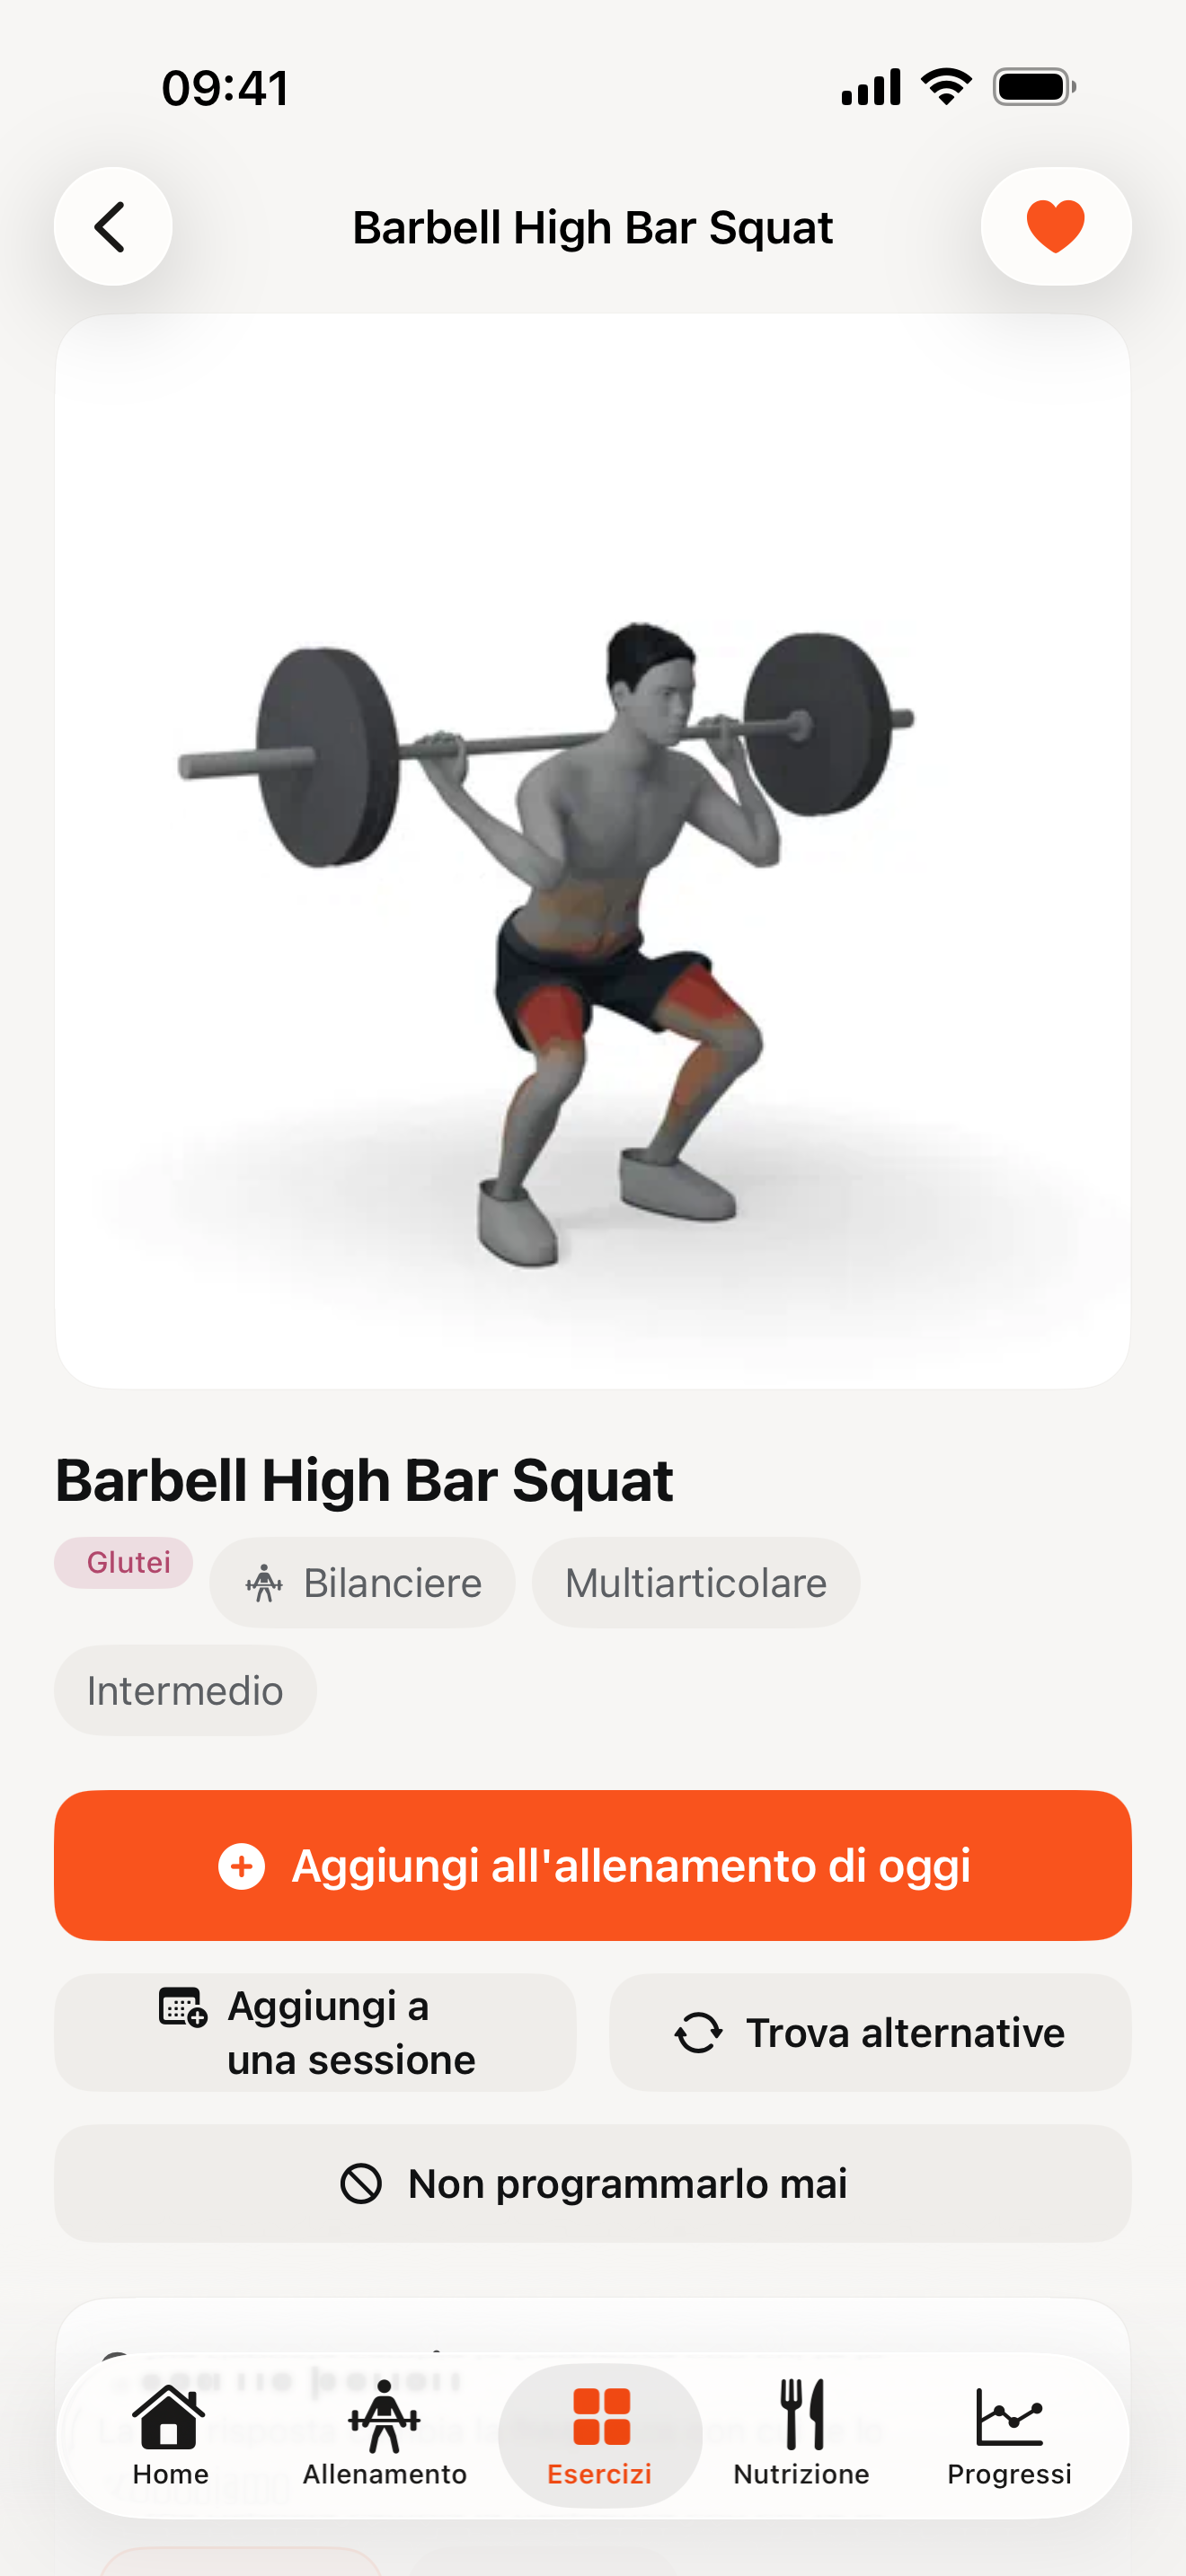 09:41
Barbell High Bar Squat
Barbell High Bar Squat
Glutei
Bilanciere
Multiarticolare
Intermedio
Aggiungi all'allenamento di oggi
Aggiungi a
una sessione
Trova alternative
Non programmarlo mai
Home
Allenamento
Esercizi
Nutrizione
Progressi